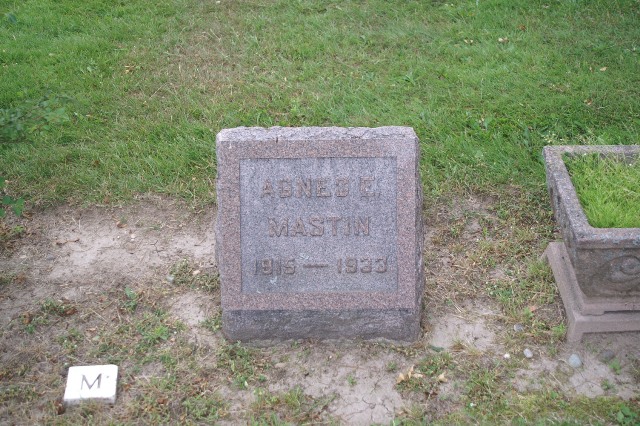 AGNES E.
MASTIN
1915 — 1933
M